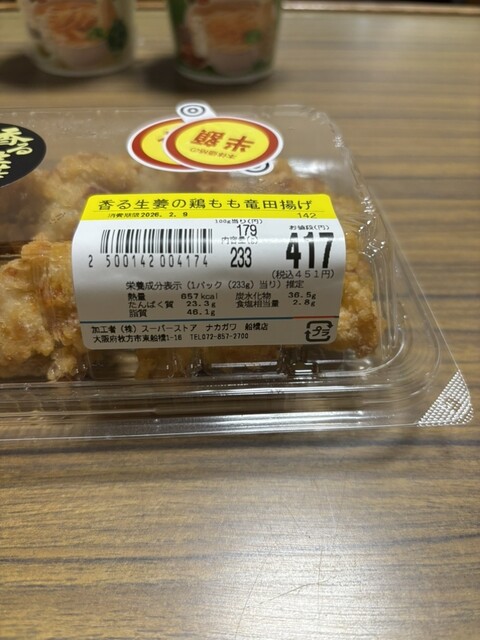 香る
半額
香る生姜の鶏もも竜田揚げ
消費期限2026. 2. 9 142
100g当り(円) お値段(円)
179
内容量(g)
233 417
(税込451円)
2 500142 004174
栄養成分表示 (1パック (233g) 当り) 推定
熱量 657kcal 炭水化物 36.5g
たんぱく質 23.3g 食塩相当量 2.8g
脂質 46.1g
加工者 (株) スーパーストア ナカガワ 船橋店
大阪府枚方市東船橋1-16 TEL072-857-2700
プラ